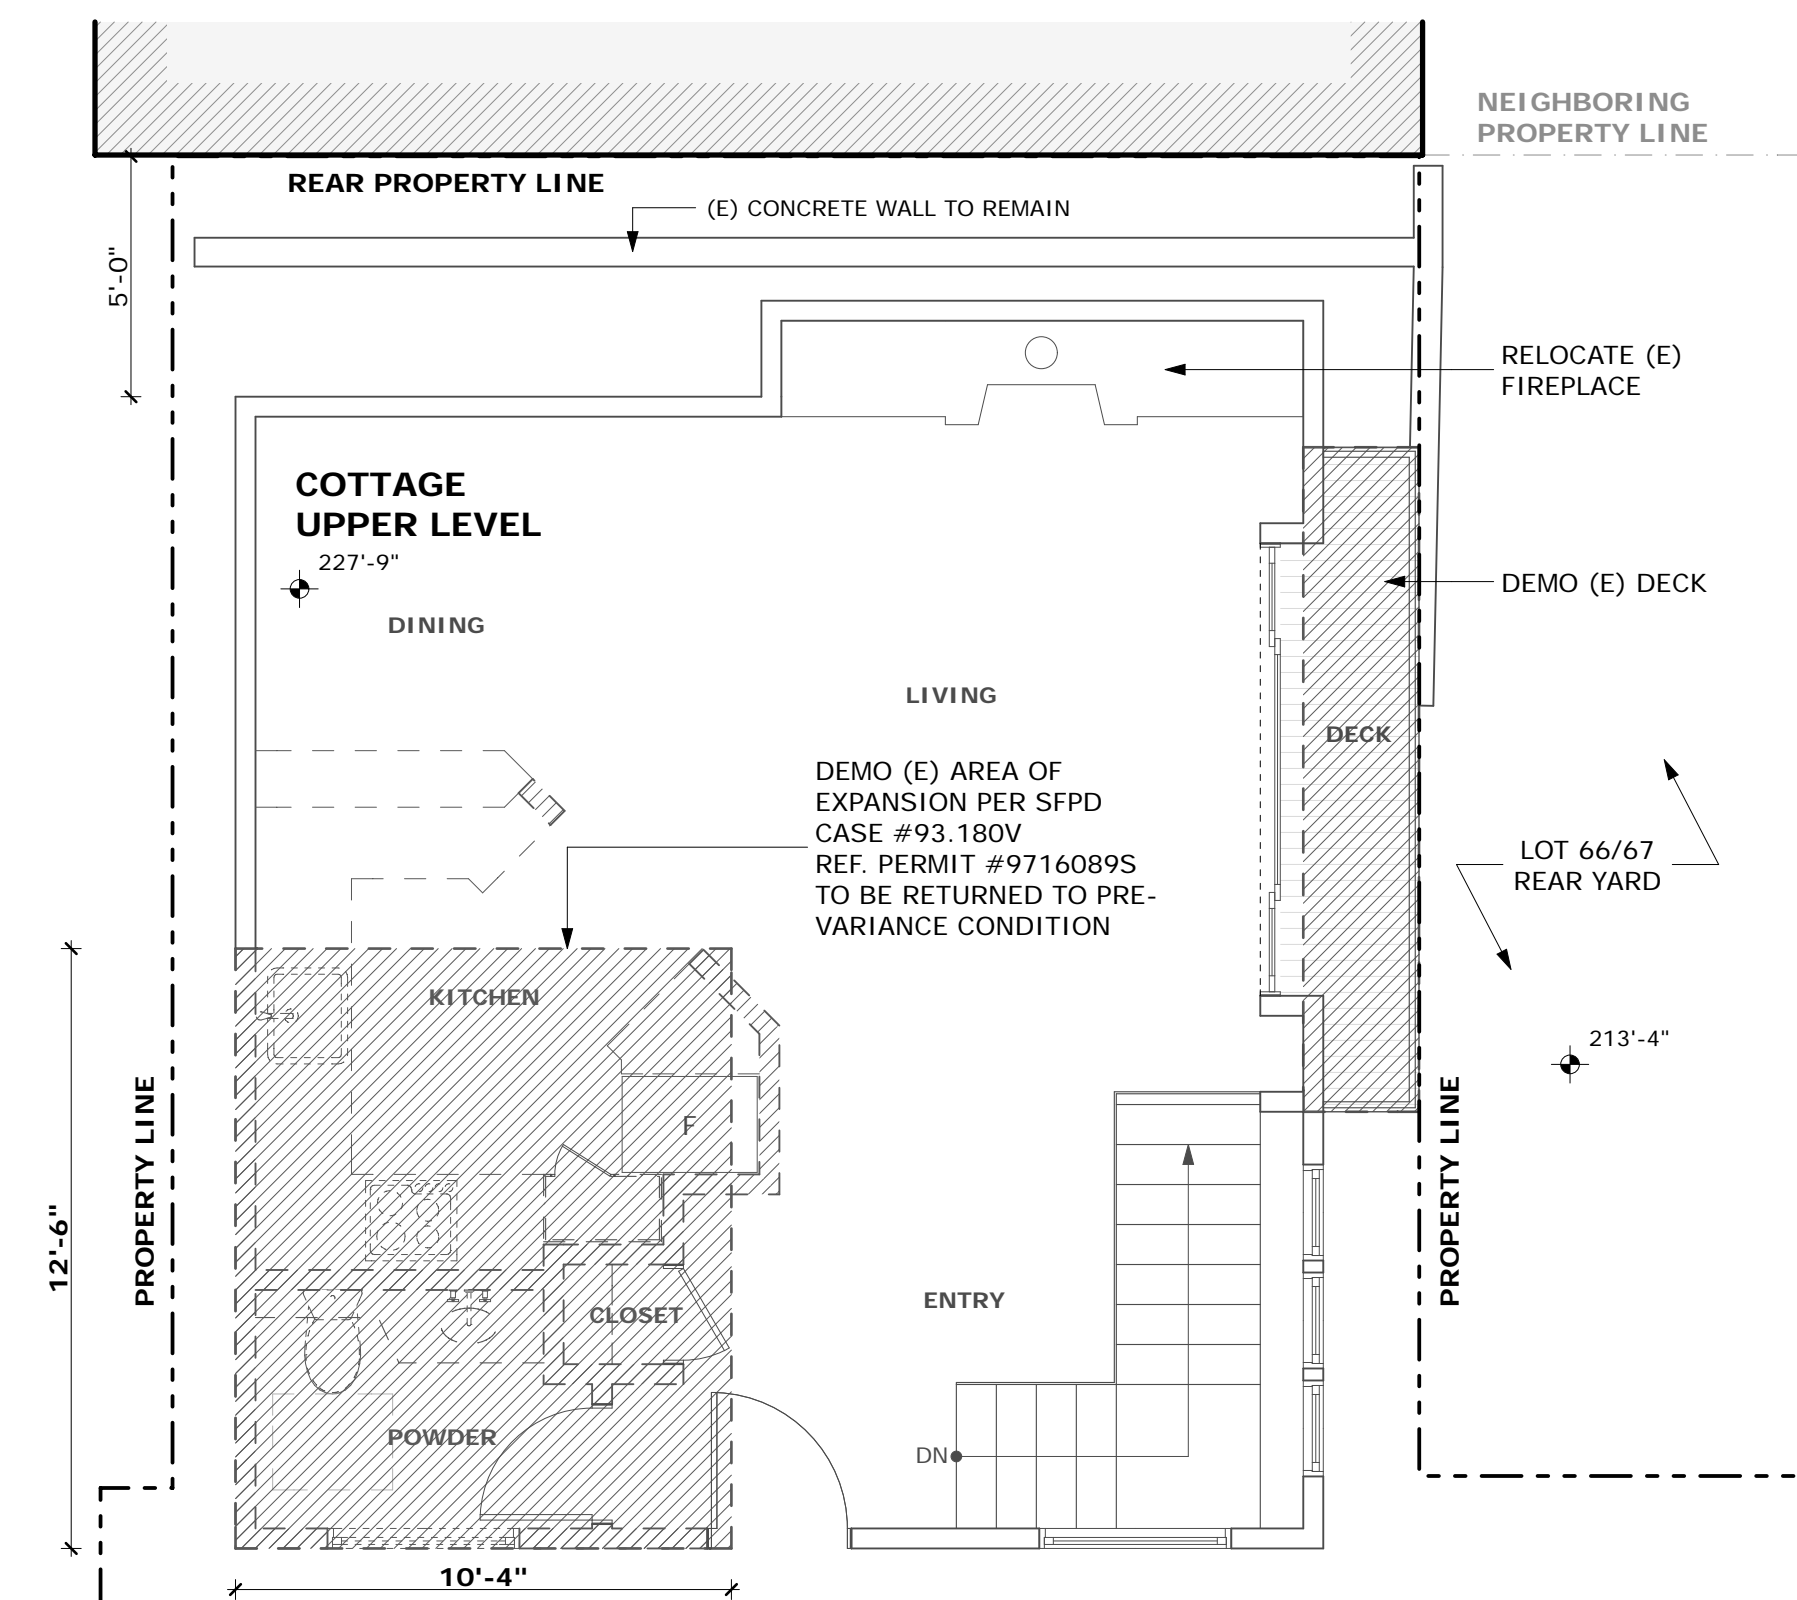 NEIGHBORING
PROPERTY LINE
REAR PROPERTY LINE
(E) CONCRETE WALL TO REMAIN
5'-0"
RELOCATE (E)
FIREPLACE
COTTAGE
UPPER LEVEL
227'-9"
DINING
DEMO (E) DECK
LIVING
DECK
DEMO (E) AREA OF
EXPANSION PER SFPD
CASE #93.180V
REF. PERMIT #9716089S
TO BE RETURNED TO PRE-
VARIANCE CONDITION
LOT 66/67
REAR YARD
KITCHEN
213'-4"
F
PROPERTY LINE
PROPERTY LINE
12'-6"
CLOSET
ENTRY
POWDER
DN
10'-4"